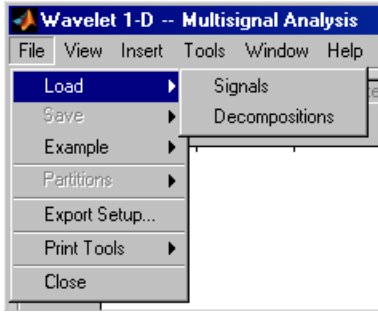 Wavelet 1-D -- Multisignal Analysis
File View Insert Tools Window Help
Load
Signals
Save
Decompositions
Example
Partitions
Export Setup...
Print Tools
Close